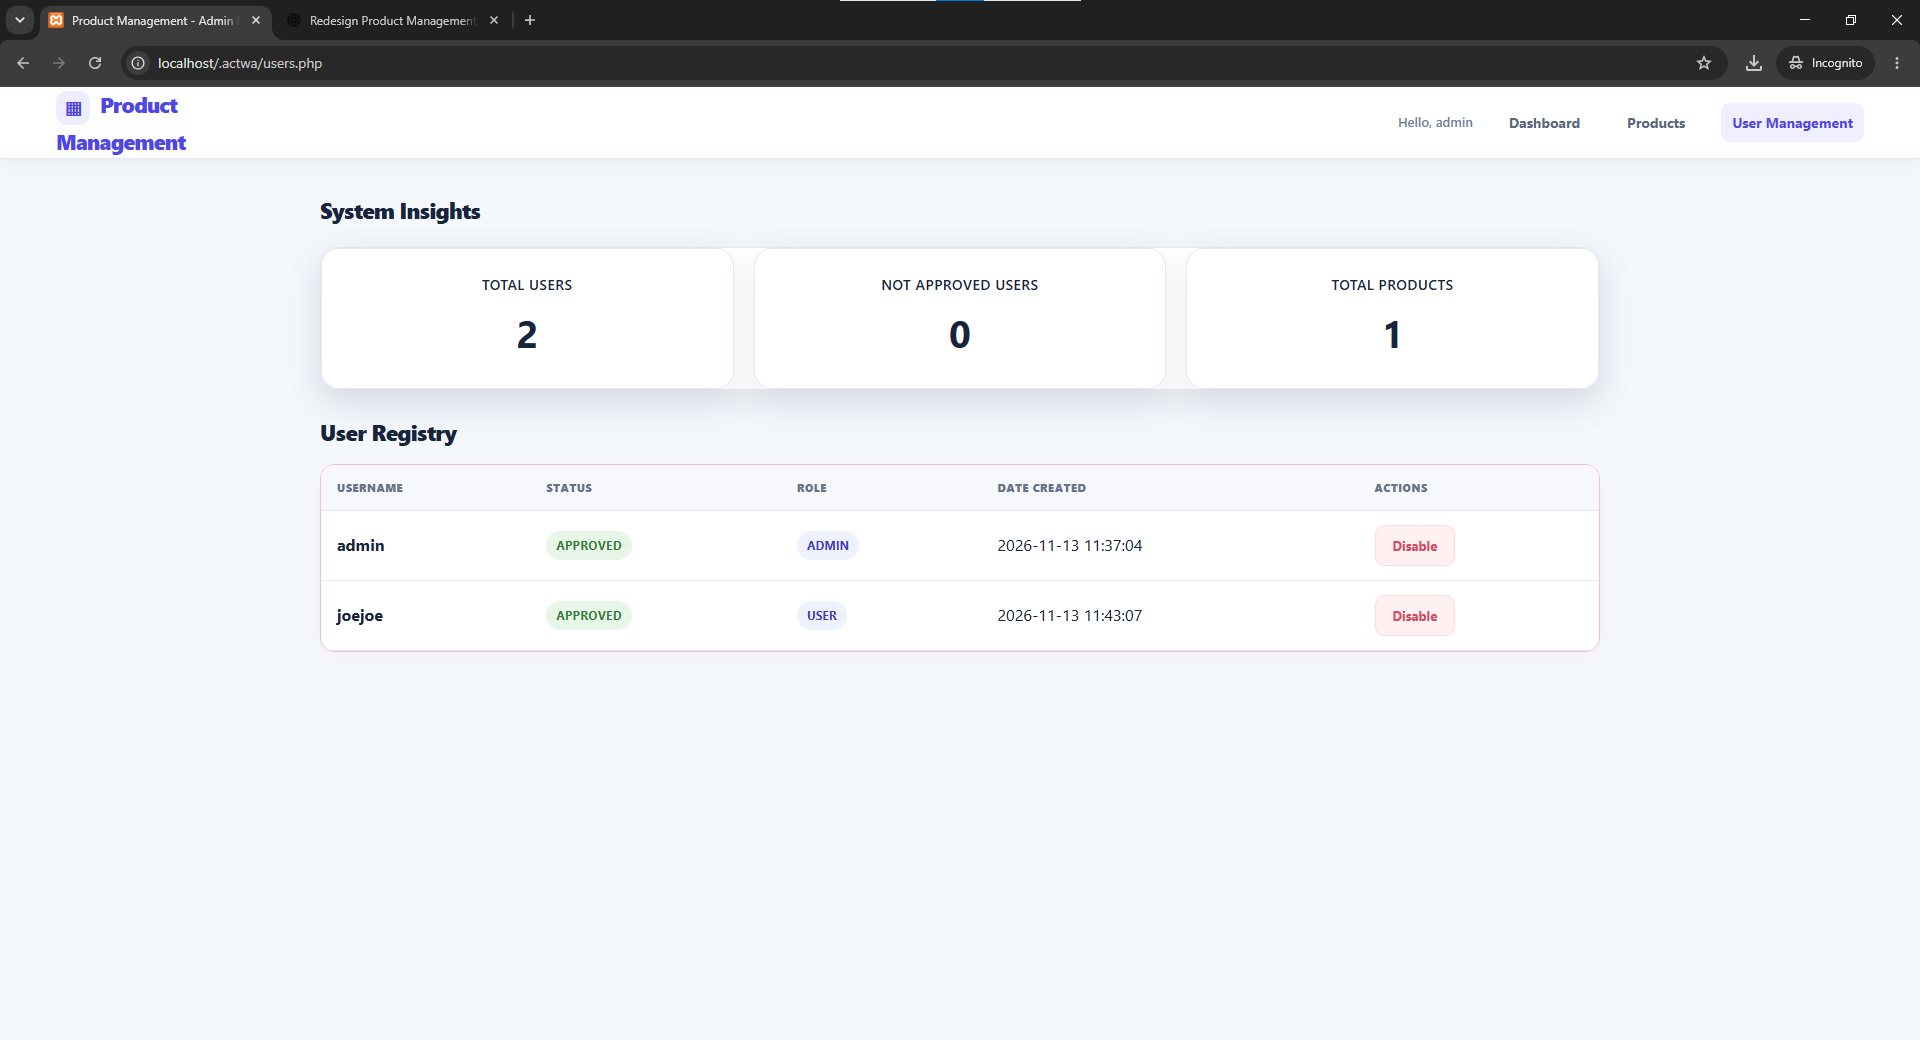 Product Management - Admin
Redesign Product Management
localhost/.actwa/users.php
Incognito
Product
Management
Hello, admin
Dashboard
Products
User Management
System Insights
TOTAL USERS
2
NOT APPROVED USERS
0
TOTAL PRODUCTS
1
User Registry
USERNAME STATUS ROLE DATE CREATED ACTIONS
admin APPROVED ADMIN 2026-11-13 11:37:04 Disable
joejoe APPROVED USER 2026-11-13 11:43:07 Disable